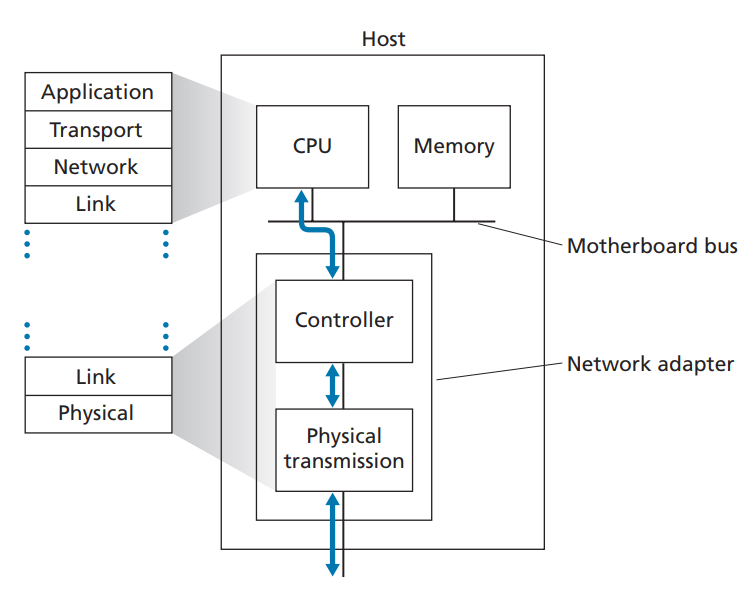 Host
Application
Transport
Network
Link
CPU
Memory
Motherboard bus
Controller
Network adapter
Link
Physical
Physical
transmission